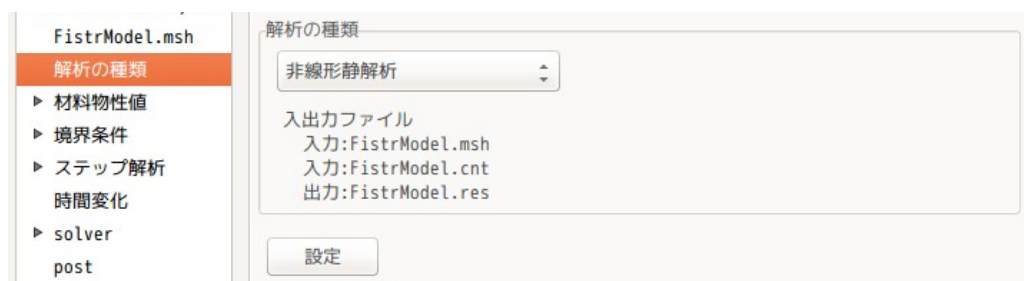 FistrModel.msh
解析の種類
材料物性値
境界条件
ステップ解析
時間変化
solver
post
解析の種類
非線形静解析
入出力ファイル
入力:FistrModel.msh
入力:FistrModel.cnt
出力:FistrModel.res
設定